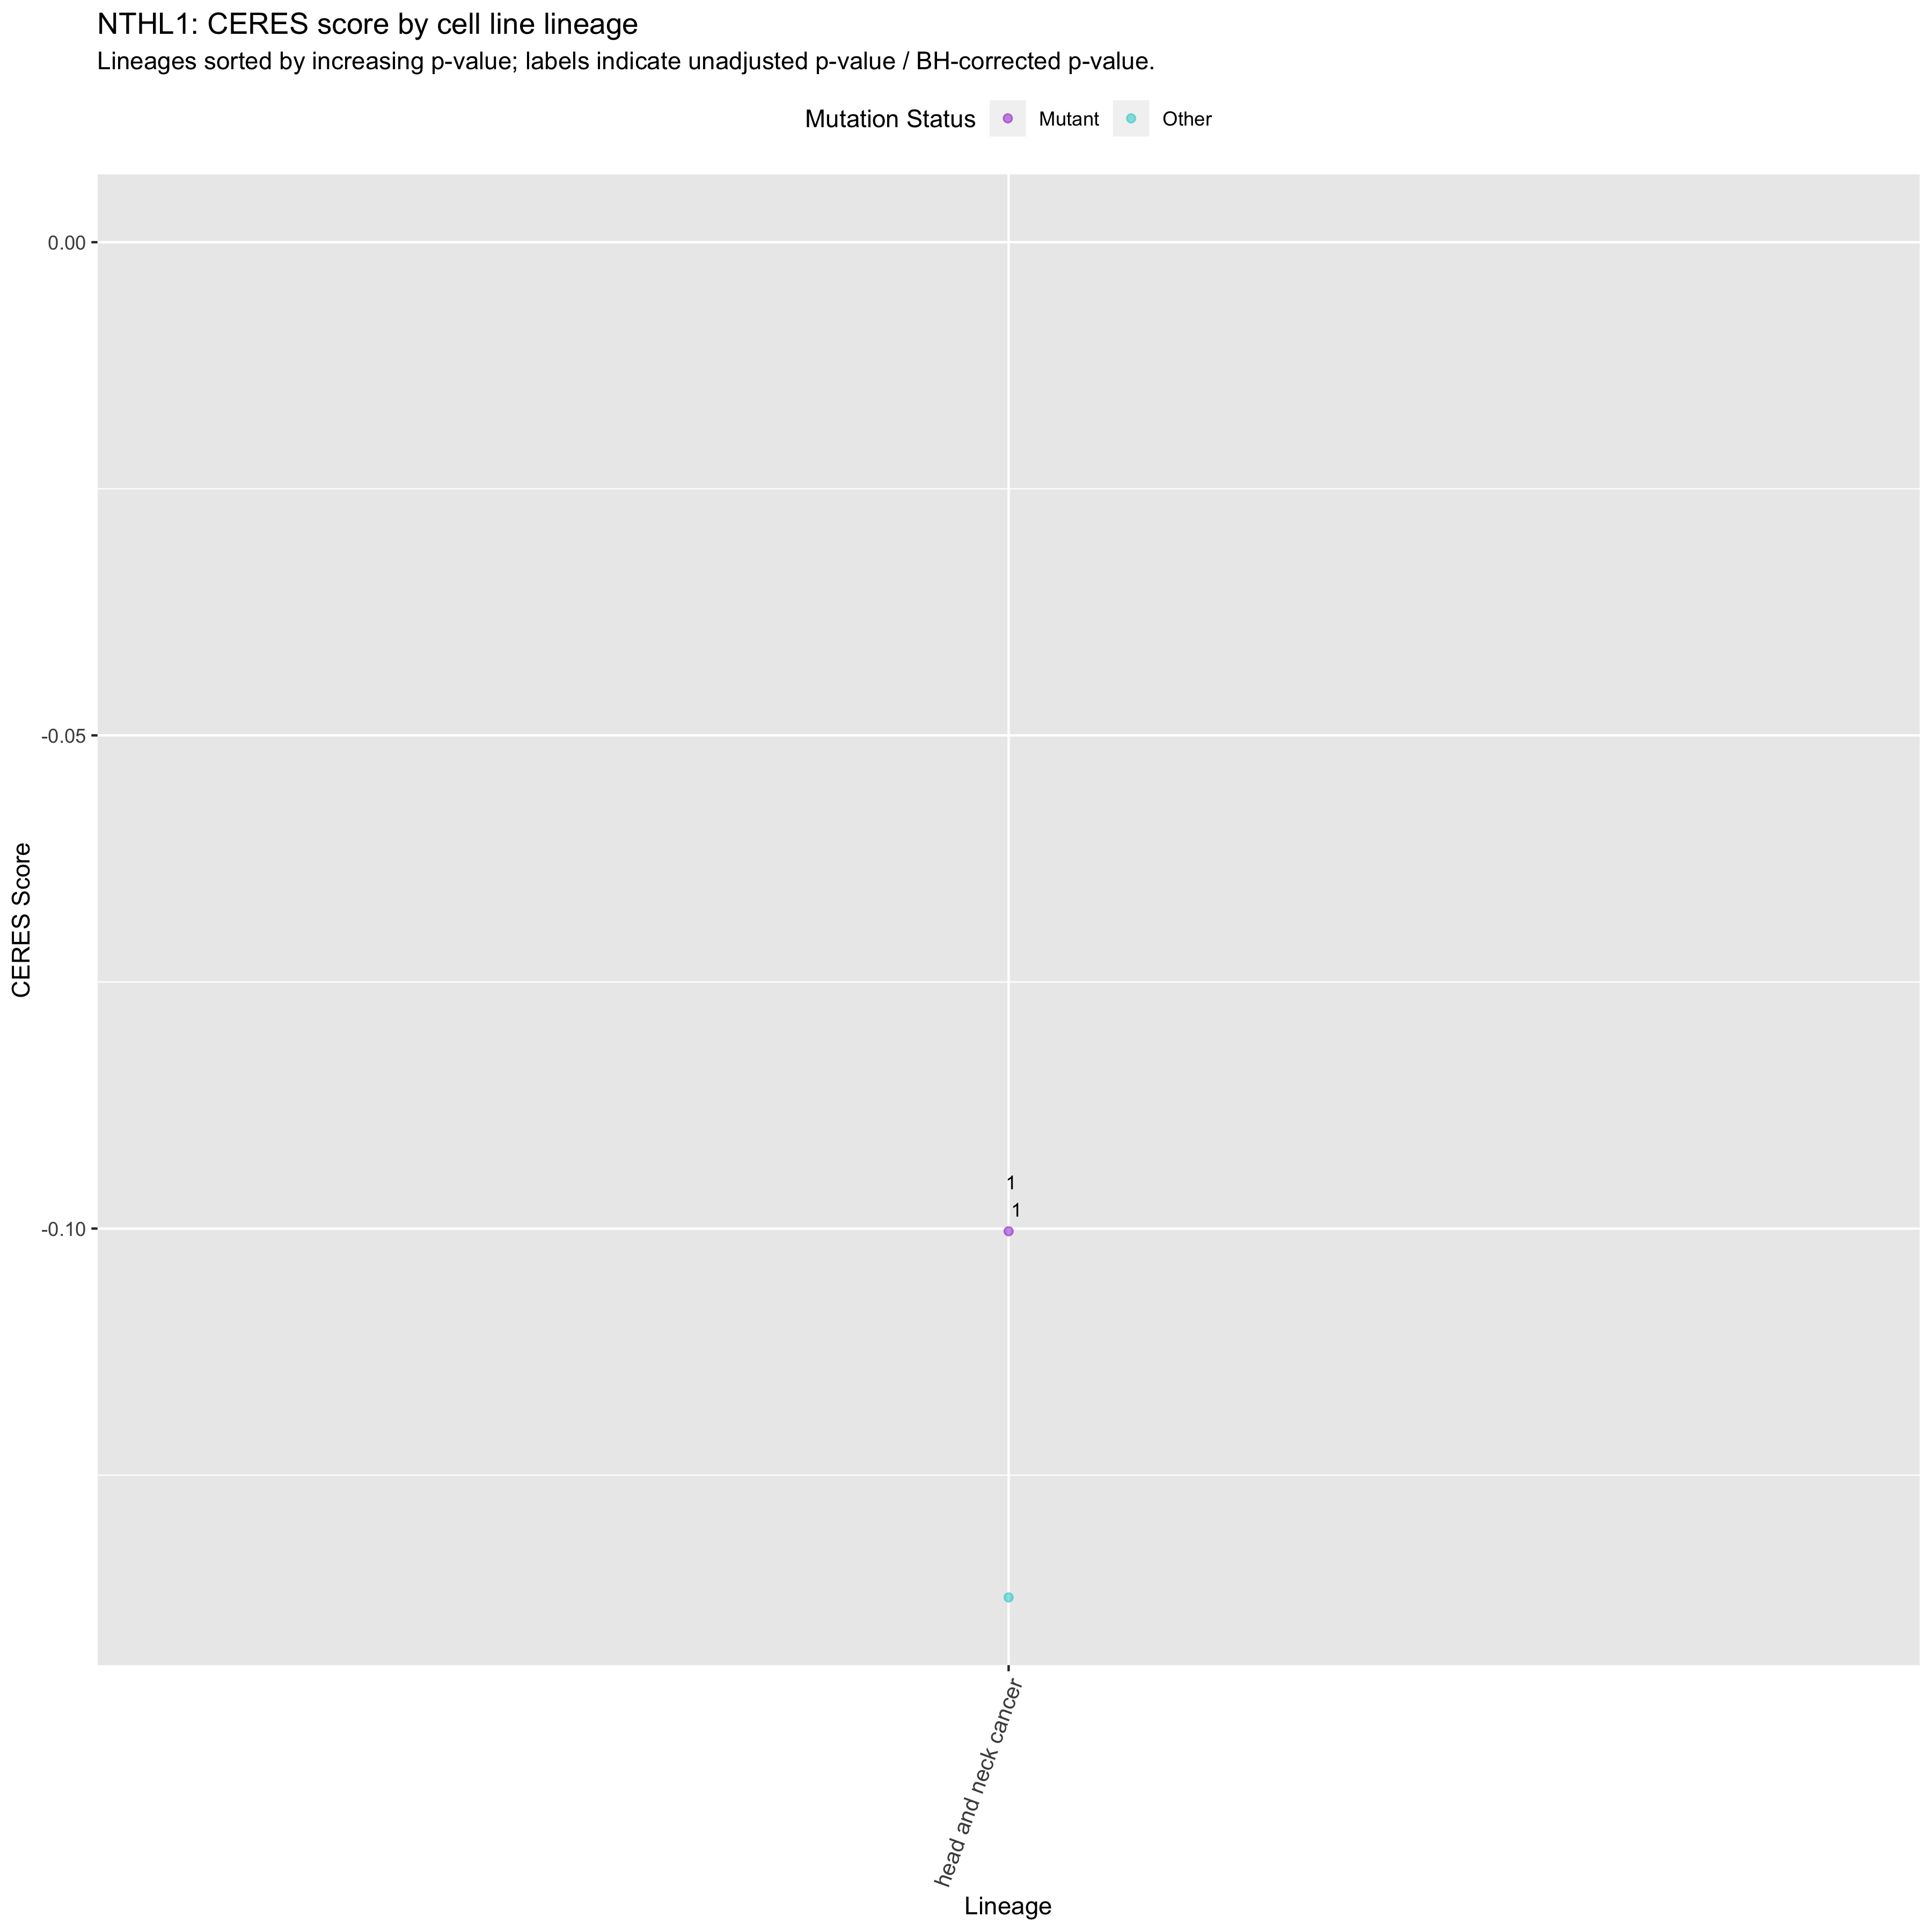 NTHL1: CERES score by cell line lineage
Lineages sorted by increasing p-value; labels indicate unadjusted p-value / BH-corrected p-value.
Mutation Status Mutant Other
0.00
-0.05
CERES Score
1
1
-0.10
head and neck cancer
Lineage